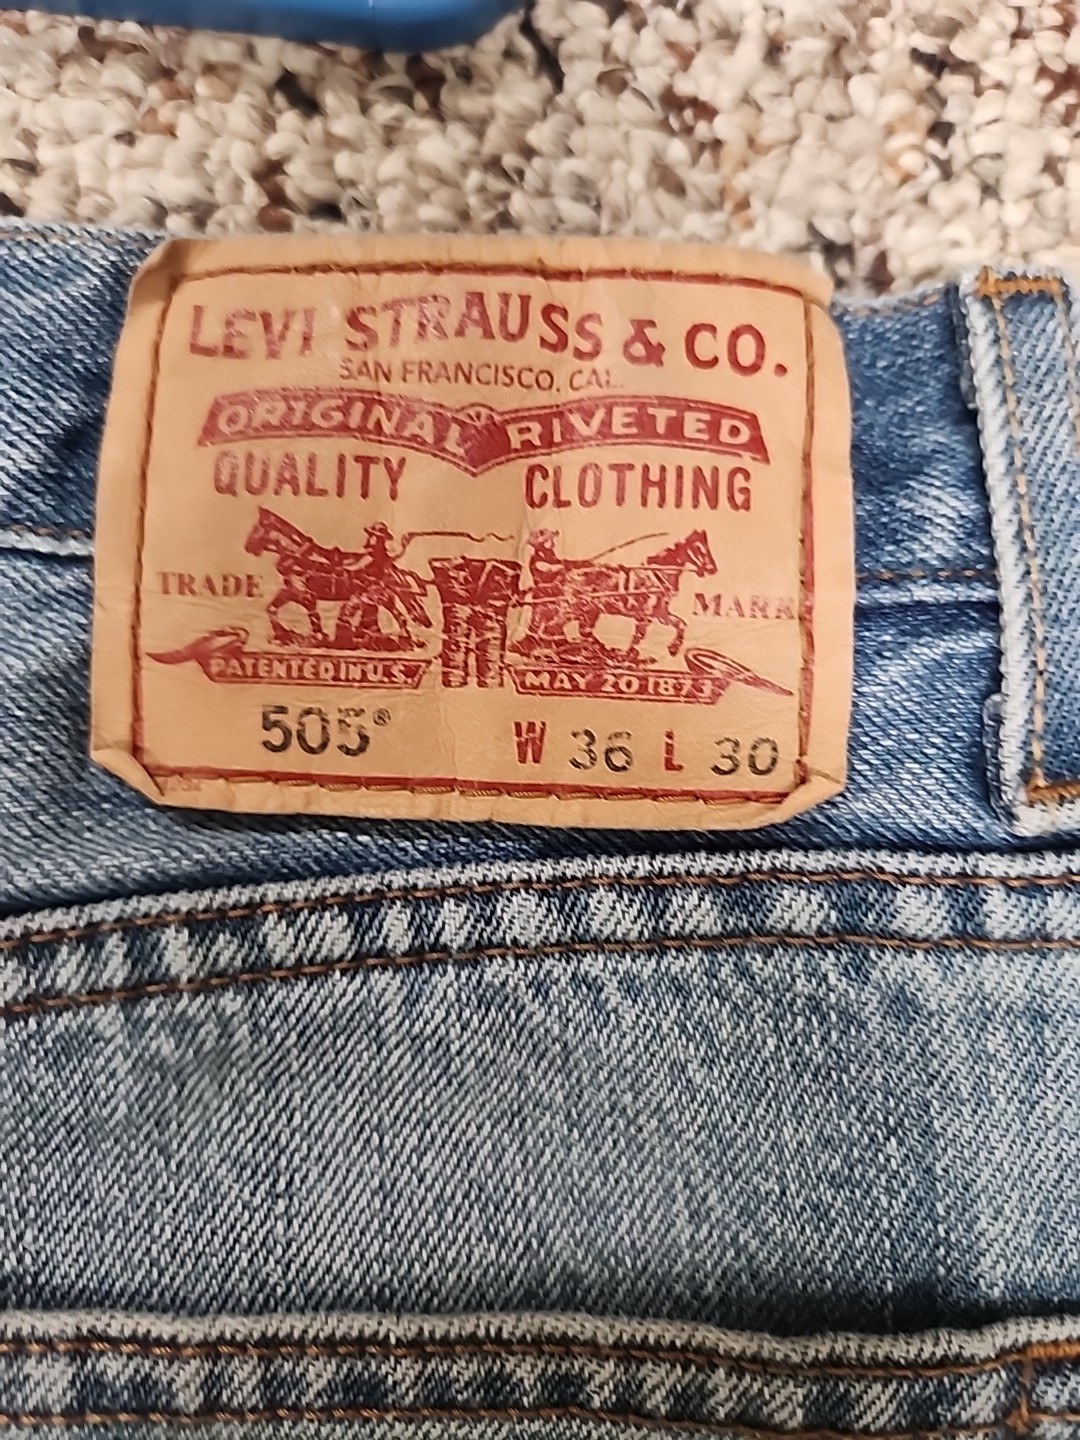 LEVI STRAUSS & CO.
SAN FRANCISCO, CAL.
ORIGINAL RIVETED
QUALITY CLOTHING
TRADE MARK
PATENTED IN U.S. MAY 20 1873
505® W 36 L 30